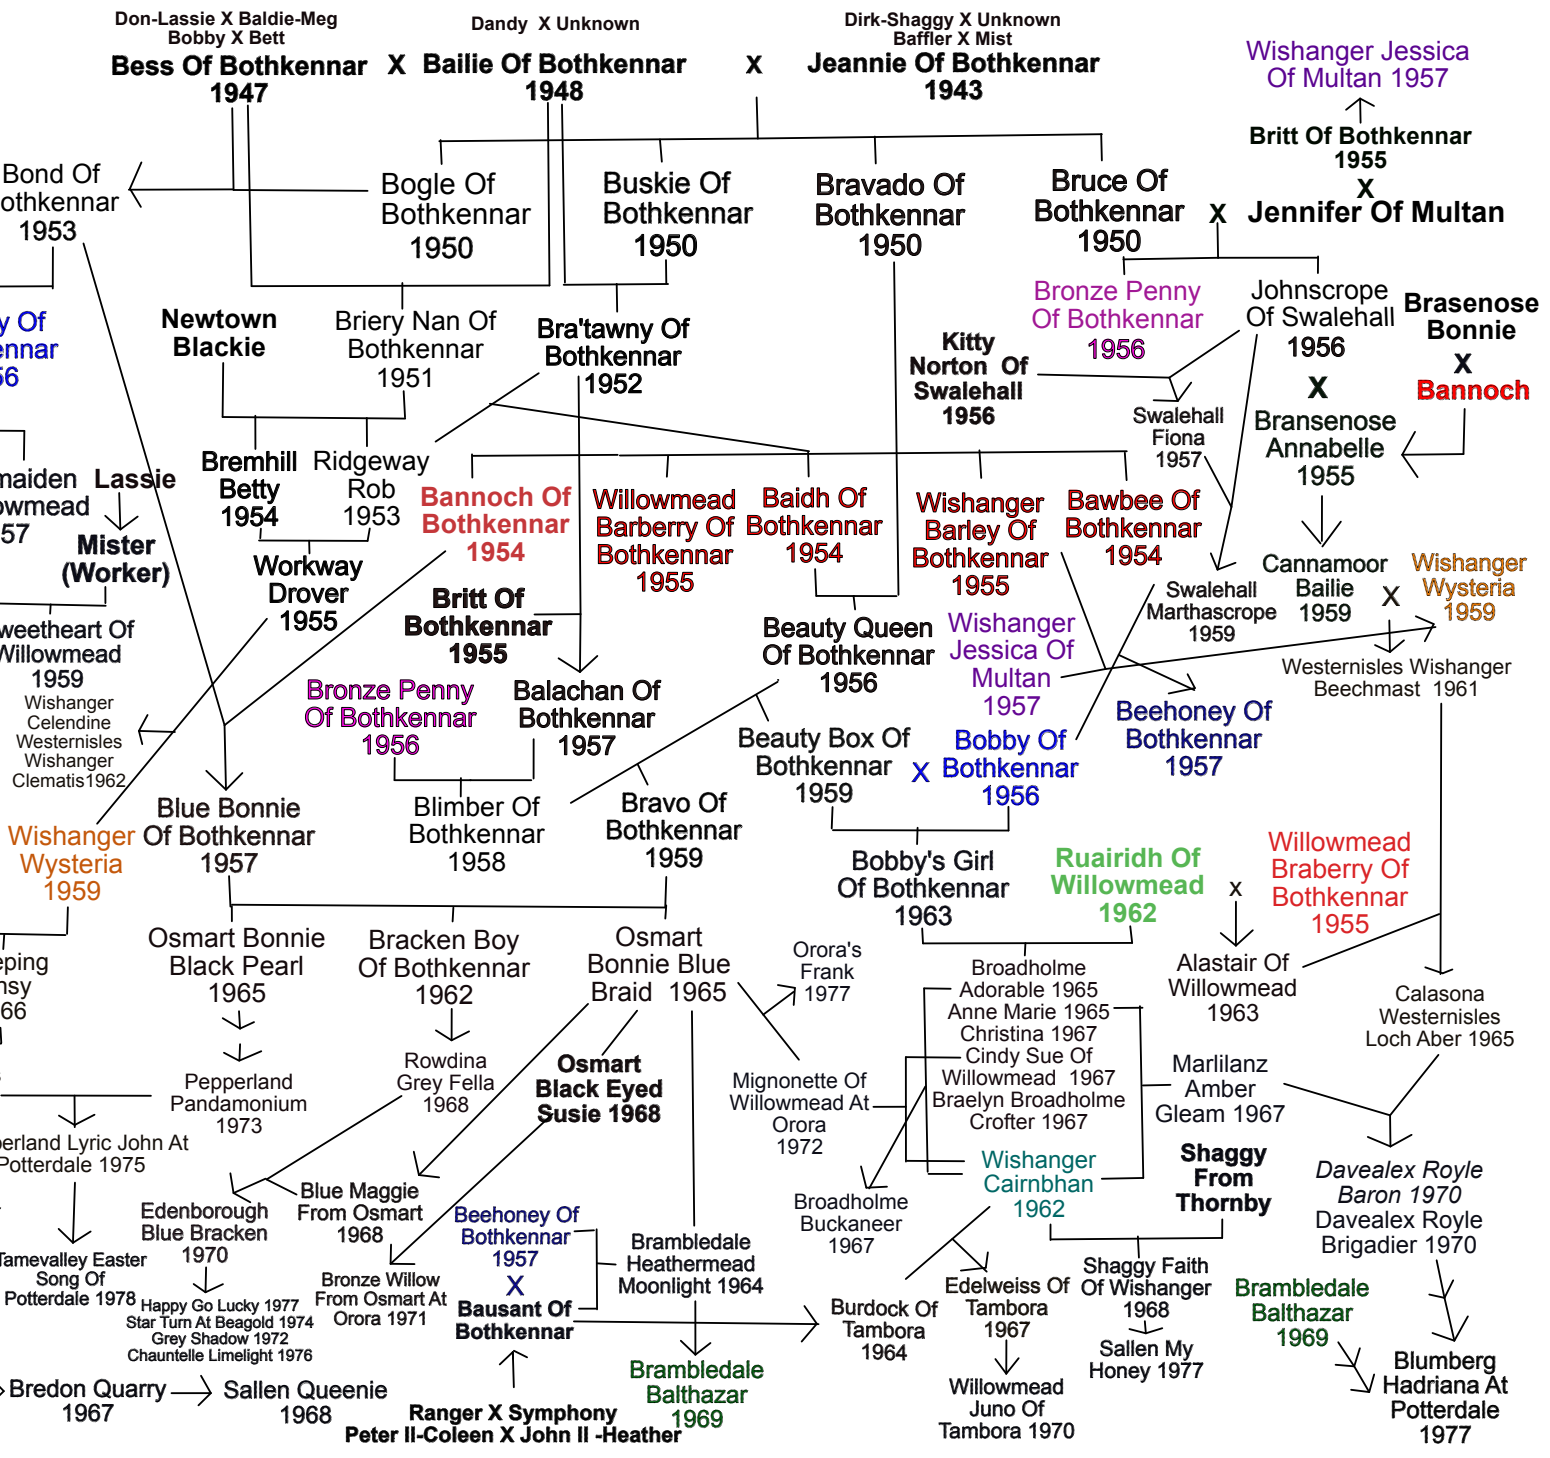 Don-Lassie X Baldie-Meg
Bobby X Bett
Bess Of Bothkennar
1947
X
Dandy X Unknown
Bailie Of Bothkennar
1948
X
Dirk-Shaggy X Unknown
Baffler X Mist
Jeannie Of Bothkennar
1943
Wishanger Jessica
Of Multan 1957
Britt Of Bothkennar
1955
X
Jennifer Of Multan
Bond Of
othkennar
1953
Bogle Of
Bothkennar
1950
Buskie Of
Bothkennar
1950
Bravado Of
Bothkennar
1950
Bruce Of
Bothkennar
1950
X
y Of
ennar
56
Newtown
Blackie
Briery Nan Of
Bothkennar
1951
Bra'tawny Of
Bothkennar
1952
Kitty
Norton Of
Swalehall
1956
Bronze Penny
Of Bothkennar
1956
Johnscrope
Of Swalehall
1956
X
Bransenose
Annabelle
1955
Brasenose
Bonnie
X
Bannoch
Swalehall
Fiona
1957
maiden
owmead
57
Lassie
Mister
(Worker)
Bremhill
Betty
1954
Ridgeway
Rob
1953
Bannoch Of
Bothkennar
1954
Willowmead
Barberry Of
Bothkennar
1955
Baidh Of
Bothkennar
1954
Wishanger
Barley Of
Bothkennar
1955
Bawbee Of
Bothkennar
1954
Workway
Drover
1955
Britt Of
Bothkennar
1955
Swalehall
Marthascrope
1959
Cannamoor
Bailie
1959
X
Wishanger
Wysteria
1959
weetheart Of
Willowmead
1959
Wishanger
Celendine
Westernisles
Wishanger
Clematis1962
Bronze Penny
Of Bothkennar
1956
Balachan Of
Bothkennar
1957
Beauty Queen
Of Bothkennar
1956
Wishanger
Jessica Of
Multan
1957
Westernisles Wishanger
Beechmast 1961
Beehoney Of
Bothkennar
1957
Beauty Box Of
Bothkennar
1959
X
Bobby Of
Bothkennar
1956
Wishanger
Wysteria
1959
Blue Bonnie
Of Bothkennar
1957
Blimber Of
Bothkennar
1958
Bravo Of
Bothkennar
1959
Bobby's Girl
Of Bothkennar
1963
Ruairidh Of
Willowmead
1962
x
Willowmead
Braberry Of
Bothkennar
1955
eping
nsy
66
Osmart Bonnie
Black Pearl
1965
Bracken Boy
Of Bothkennar
1962
Osmart
Bonnie Blue
Braid 1965
Orora's
Frank
1977
Broadholme
Adorable 1965
Anne Marie 1965
Christina 1967
Cindy Sue Of
Willowmead 1967
Braelyn Broadholme
Crofter 1967
Alastair Of
Willowmead
1963
Calasona
Westernisles
Loch Aber 1965
Pepperland
Pandamonium
1973
Rowdina
Grey Fella
1968
Osmart
Black Eyed
Susie 1968
Mignonette Of
Willowmead At
Orora
1972
Marlilanz
Amber
Gleam 1967
perland Lyric John At
Potterdale 1975
Wishanger
Cairnbhan
1962
Shaggy
From
Thornby
Davealex Royle
Baron 1970
Davealex Royle
Brigadier 1970
Edenborough
Blue Bracken
1970
Blue Maggie
From Osmart
1968
Beehoney Of
Bothkennar
1957
X
Bausant Of
Bothkennar
Brambledale
Heathermead
Moonlight 1964
Broadholme
Buckaneer
1967
Tamevalley Easter
Song Of
Potterdale 1978
Happy Go Lucky 1977
Star Turn At Beagold 1974
Grey Shadow 1972
Chauntelle Limelight 1976
Bronze Willow
From Osmart At
Orora 1971
Burdock Of
Tambora
1964
Edelweiss Of
Tambora
1967
Shaggy Faith
Of Wishanger
1968
Brambledale
Balthazar
1969
Sallen My
Honey 1977
Bredon Quarry
1967
Sallen Queenie
1968
Ranger X Symphony
Peter II-Coleen X John II -Heather
Brambledale
Balthazar
1969
Willowmead
Juno Of
Tambora 1970
Blumberg
Hadriana At
Potterdale
1977